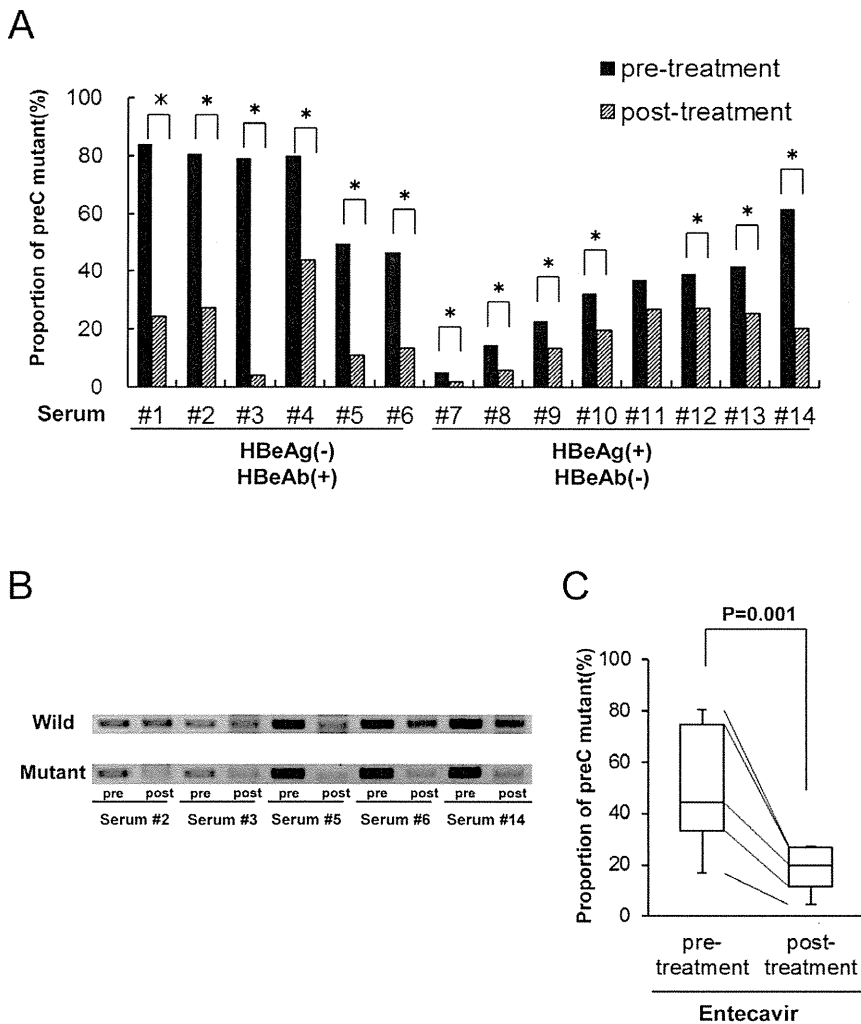 A
pre-treatment
post-treatment
Proportion of preC mutant(%)
100
80
60
40
20
0
* * * * * * * * * * * * *
Serum #1 #2 #3 #4 #5 #6 #7 #8 #9 #10 #11 #12 #13 #14
HBeAg(-) HBeAg(+)
HBeAb(+) HBeAb(-)
B
Wild
Mutant
pre post pre post pre post pre post pre post
Serum #2 Serum #3 Serum #5 Serum #6 Serum #14
C
P=0.001
Proportion of preC mutant(%)
100
80
60
40
20
0
pre- post-
treatment treatment
Entecavir